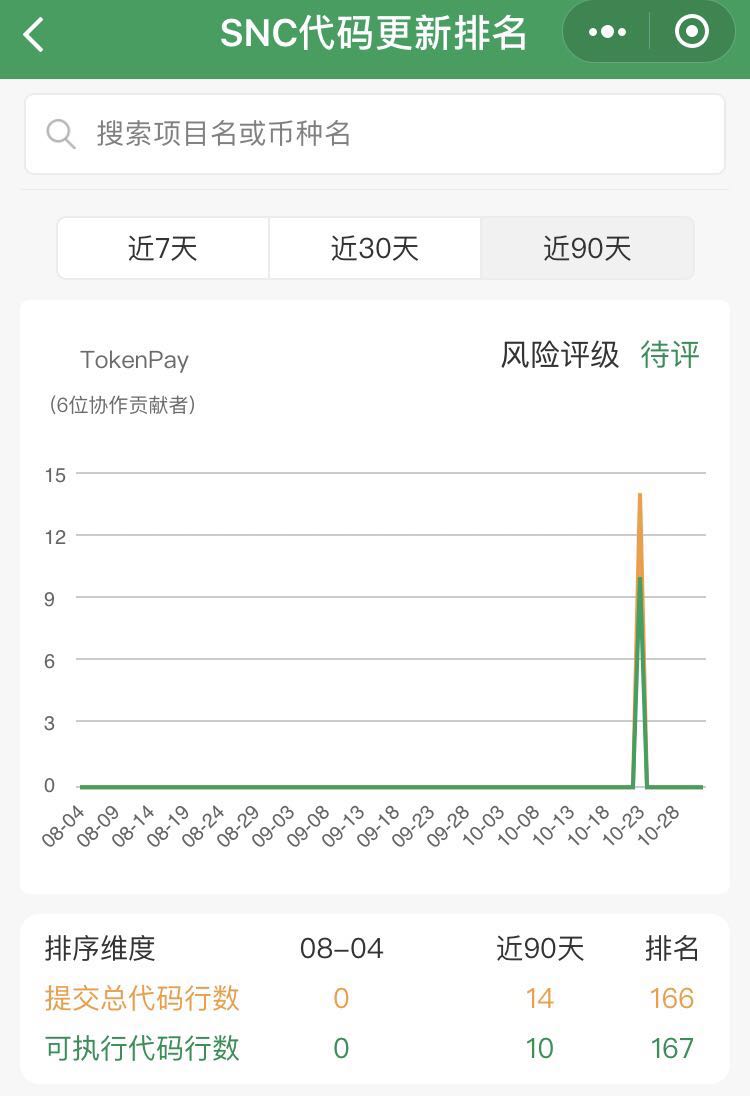 SNC代码更新排名
搜索项目名或币种名
近7天 近30天 近90天
TokenPay 风险评级 待评
(6位协作贡献者)
15
12
9
6
3
0
08-04 08-09 08-14 08-19 08-24 08-29 09-03 09-08 09-13 09-18 09-23 09-28 10-03 10-08 10-13 10-18 10-23 10-28
排序维度 08-04 近90天 排名
提交总代码行数 0 14 166
可执行代码行数 0 10 167